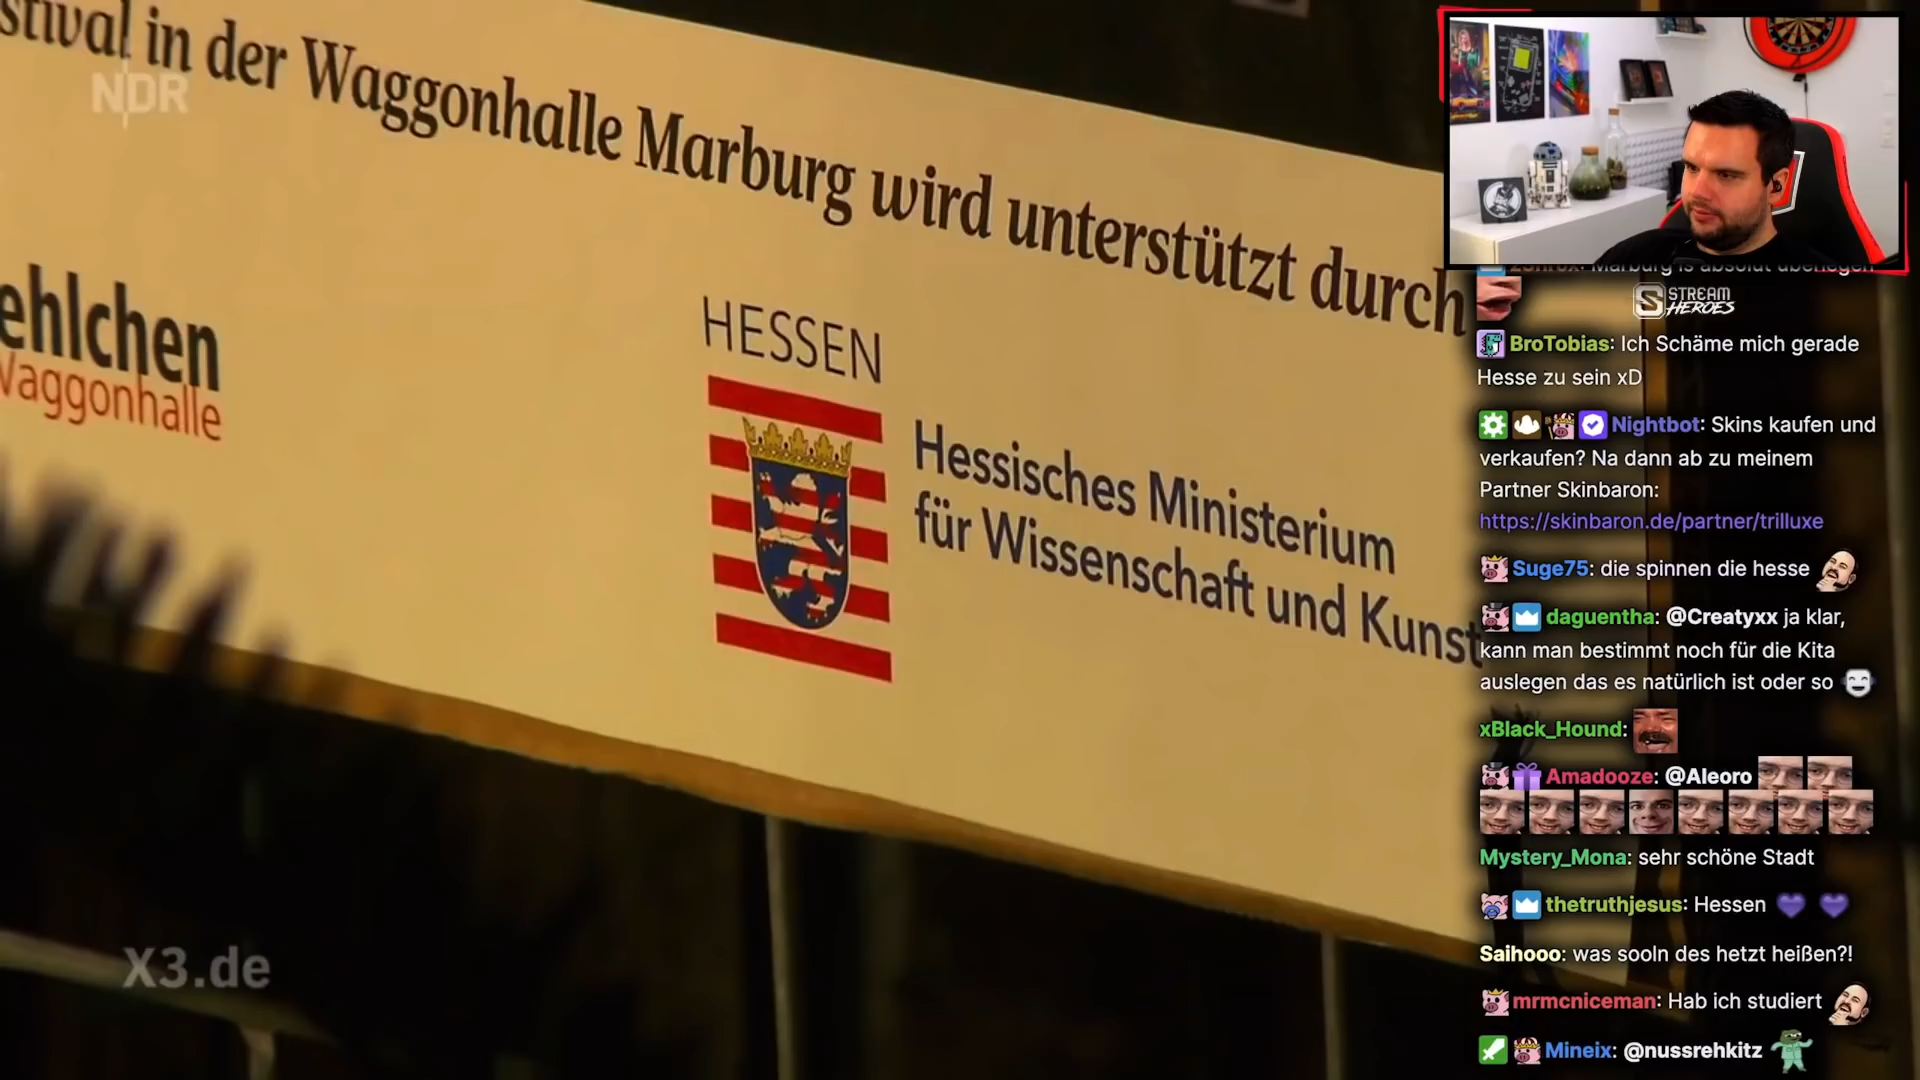 in der Waggonhalle Marburg wird unterstützt durch
NDR
HESSEN
Waggonhalle
Hessisches Ministerium
für Wissenschaft und Kunst
X3.de
STREAM
HEROES
BroTobias: Ich Schäme mich gerade
Hesse zu sein xD
Nightbot: Skins kaufen und
verkaufen? Na dann ab zu meinem
Partner Skinbaron:
https://skinbaron.de/partner/trilluxe
Suge75: die spinnen die hesse
daguentha: @Creatyxx ja klar,
kann man bestimmt noch für die Kita
auslegen das es natürlich ist oder so
xBlack_Hound:
Amadooze: @Aleoro
Mystery_Mona: sehr schöne Stadt
thetruthjesus: Hessen
Saihooo: was sooln des hetzt heißen?!
mrmcniceman: Hab ich studiert
Mineix: @nussrehkitz